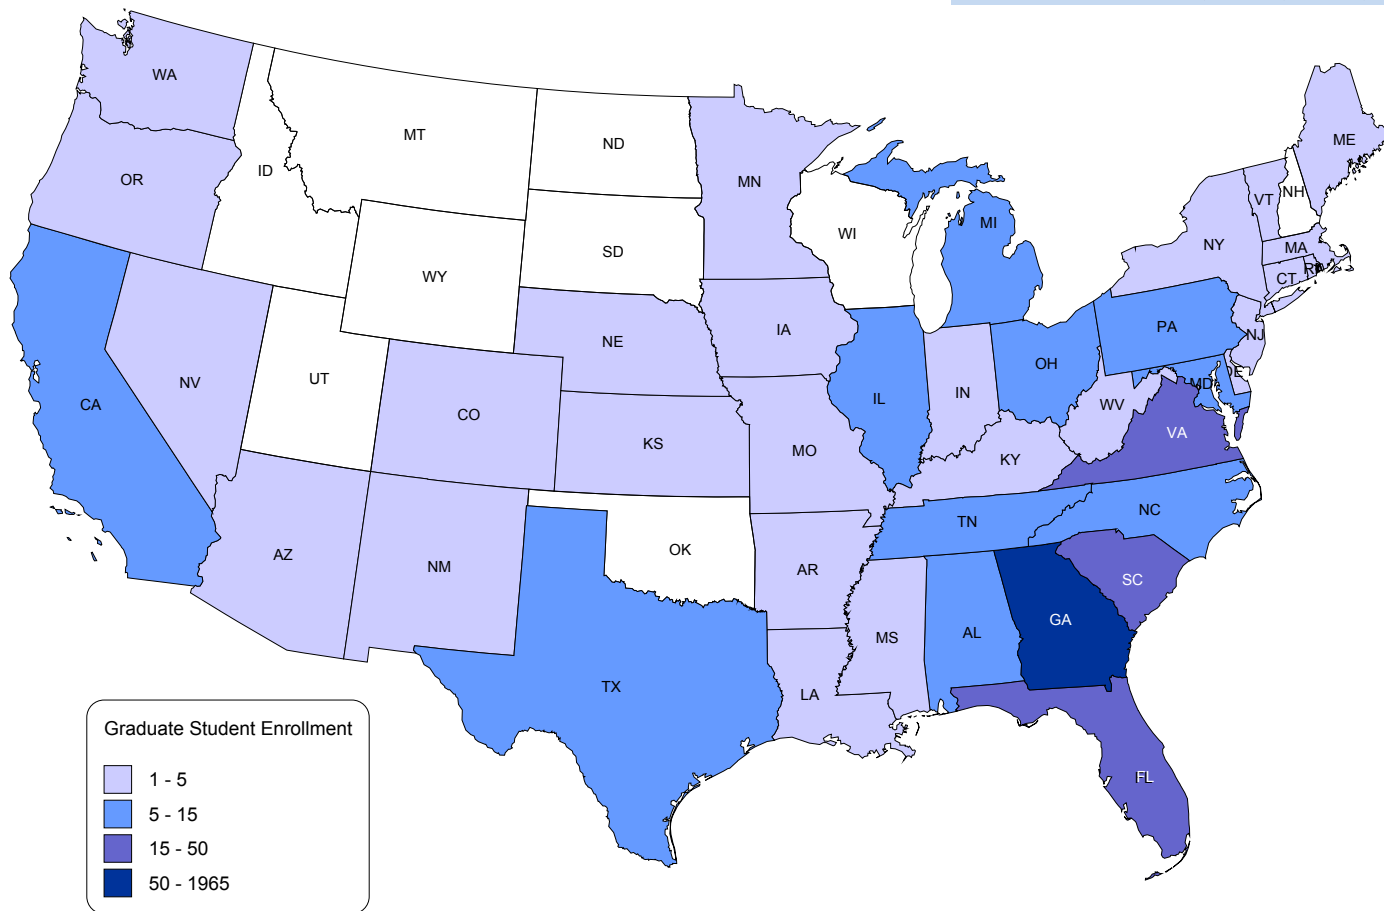 WA
MT
ND
ME
OR
ID
MN
VT
NH
MI
WI
NY
MA
SD
CT
WY
PA
IA
NJ
NE
OH
UT
NV
IN
MD
DE
CA
IL
WV
CO
VA
KS
MO
KY
NC
TN
OK
AZ
NM
AR
SC
GA
MS
AL
TX
LA
FL
Graduate Student Enrollment
1 - 5
5 - 15
15 - 50
50 - 1965